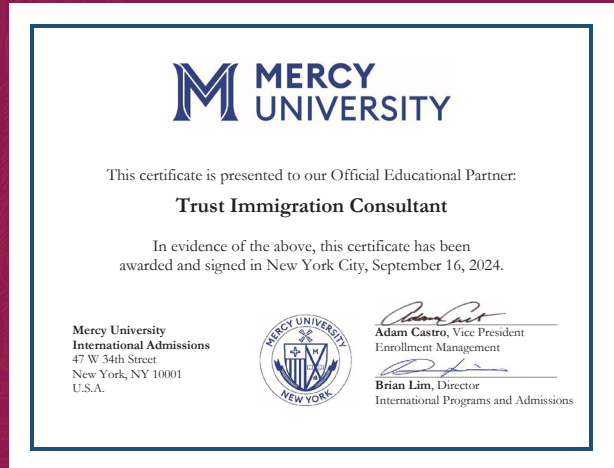 MERCY
UNIVERSITY
This certificate is presented to our Official Educational Partner:
Trust Immigration Consultant
In evidence of the above, this certificate has been
awarded and signed in New York City, September 16, 2024.
Mercy University
International Admissions
47 W 34th Street
New York, NY 10001
U.S.A.
MERCY UNIVERSITY
NEW YORK
Adam Castro, Vice President
Enrollment Management
Brian Lim, Director
International Programs and Admissions